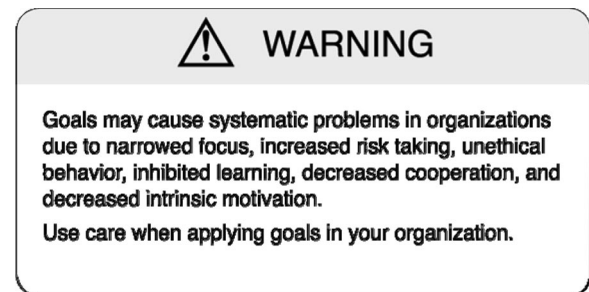 WARNING
Goals may cause systematic problems in organizations
due to narrowed focus, increased risk taking, unethical
behavior, inhibited learning, decreased cooperation, and
decreased intrinsic motivation.
Use care when applying goals in your organization.